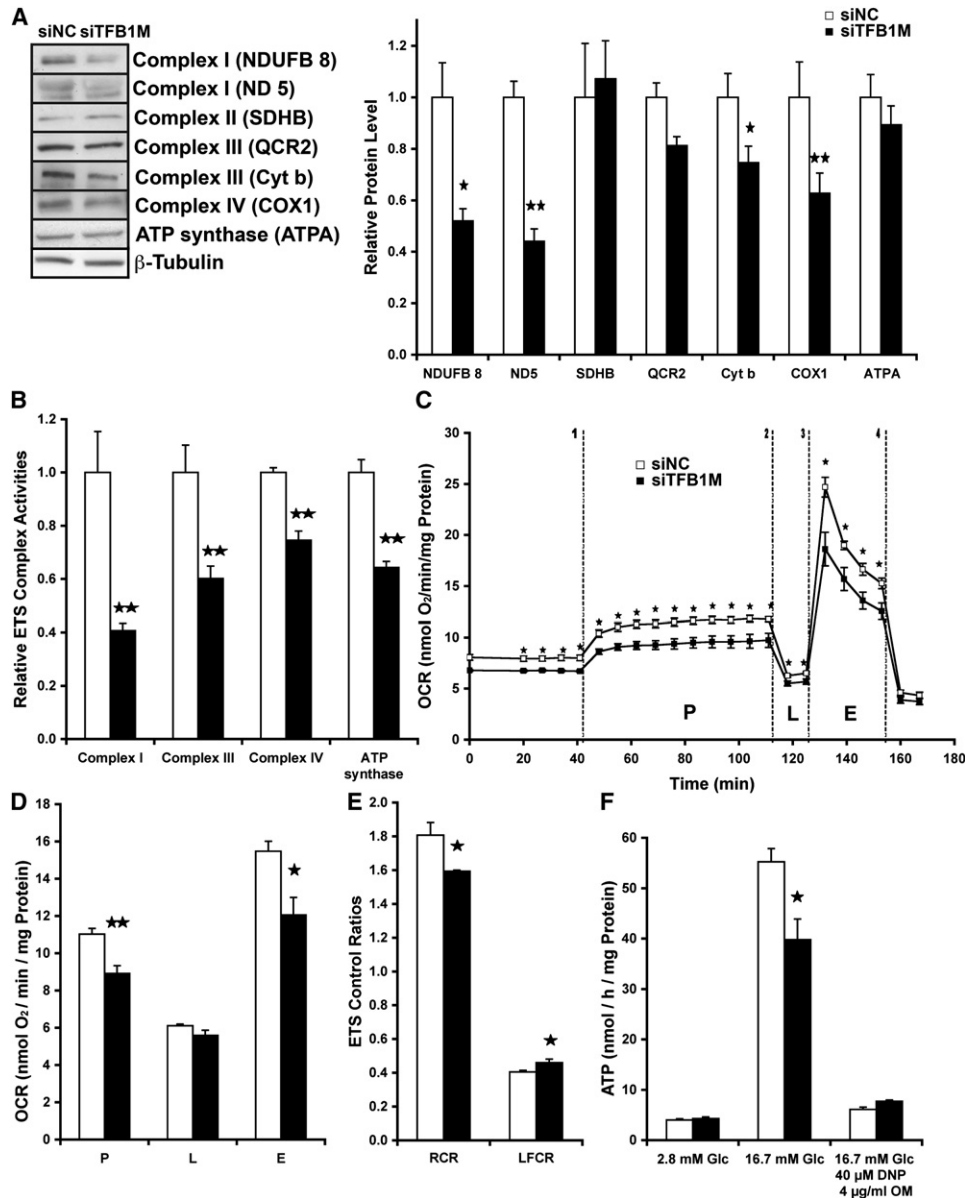 A
siNC siTFB1M
Complex I (NDUFB 8)
Complex I (ND 5)
Complex II (SDHB)
Complex III (QCR2)
Complex III (Cyt b)
Complex IV (COX1)
ATP synthase (ATPA)
β-Tubulin
siNC
siTFB1M
Relative Protein Level
1.2
1.0
0.8
0.6
0.4
0.2
0.0
NDUFB 8 ND5 SDHB QCR2 Cyt b COX1 ATPA
B
Relative ETS Complex Activities
1.2
1.0
0.8
0.6
0.4
0.2
0.0
Complex I Complex III Complex IV ATP
synthase
C
1 2 3 4
siNC
siTFB1M
OCR (nmol O₂/min/mg Protein)
30
25
20
15
10
5
0
P L E
0 20 40 60 80 100 120 140 160 180
Time (min)
D
OCR (nmol O₂ / min / mg Protein)
18
16
14
12
10
8
6
4
2
0
P L E
E
ETS Control Ratios
2.0
1.8
1.6
1.4
1.2
1.0
0.8
0.6
0.4
0.2
0.0
RCR LFCR
F
ATP (nmol / h / mg Protein)
70
60
50
40
30
20
10
0
2.8 mM Glc 16.7 mM Glc 16.7 mM Glc
40 µM DNP
4 µg/ml OM